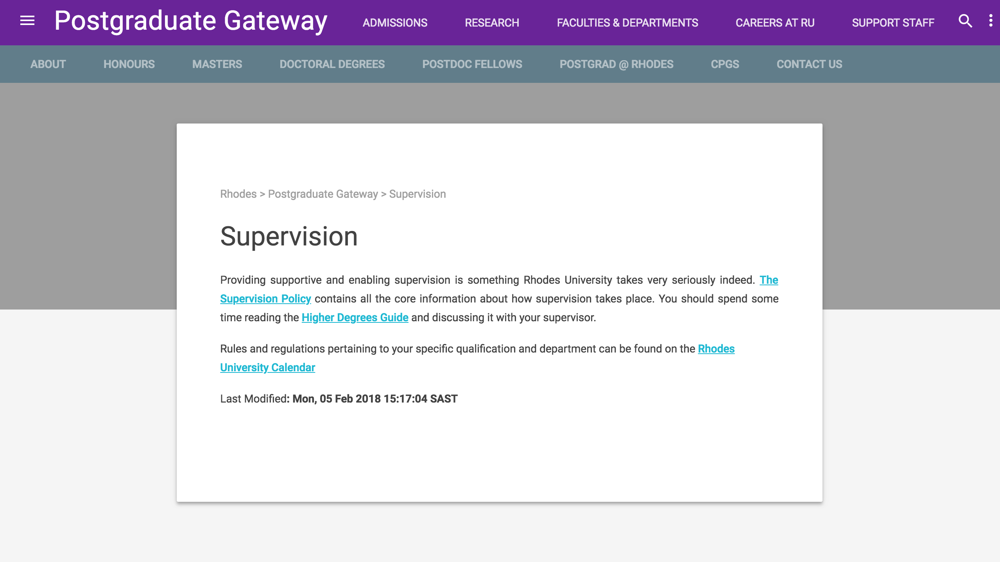 Postgraduate Gateway ADMISSIONS RESEARCH FACULTIES & DEPARTMENTS CAREERS AT RU SUPPORT STAFF
ABOUT HONOURS MASTERS DOCTORAL DEGREES POSTDOC FELLOWS POSTGRAD @ RHODES CPGS CONTACT US
Rhodes > Postgraduate Gateway > Supervision
Supervision
Providing supportive and enabling supervision is something Rhodes University takes very seriously indeed. The
Supervision Policy contains all the core information about how supervision takes place. You should spend some
time reading the Higher Degrees Guide and discussing it with your supervisor.
Rules and regulations pertaining to your specific qualification and department can be found on the Rhodes
University Calendar
Last Modified: Mon, 05 Feb 2018 15:17:04 SAST